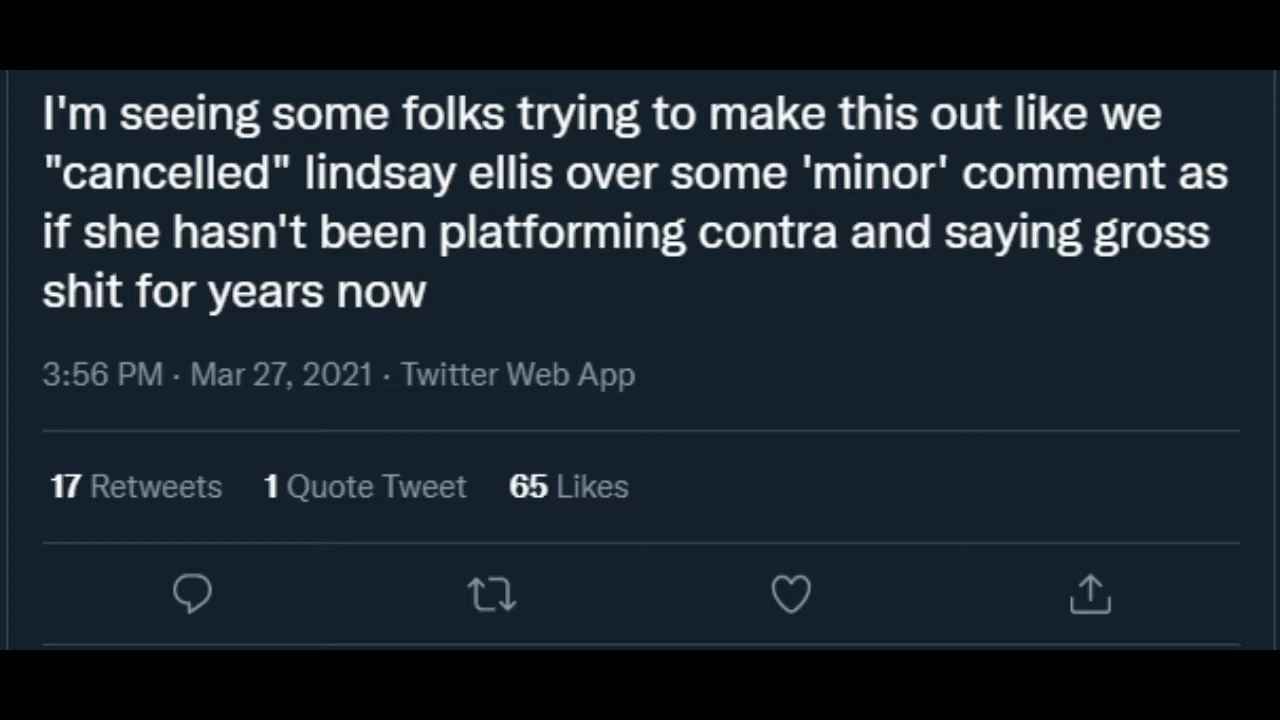 I'm seeing some folks trying to make this out like we
"cancelled" lindsay ellis over some 'minor' comment as
if she hasn't been platforming contra and saying gross
shit for years now
3:56 PM · Mar 27, 2021 · Twitter Web App
17 Retweets 1 Quote Tweet 65 Likes